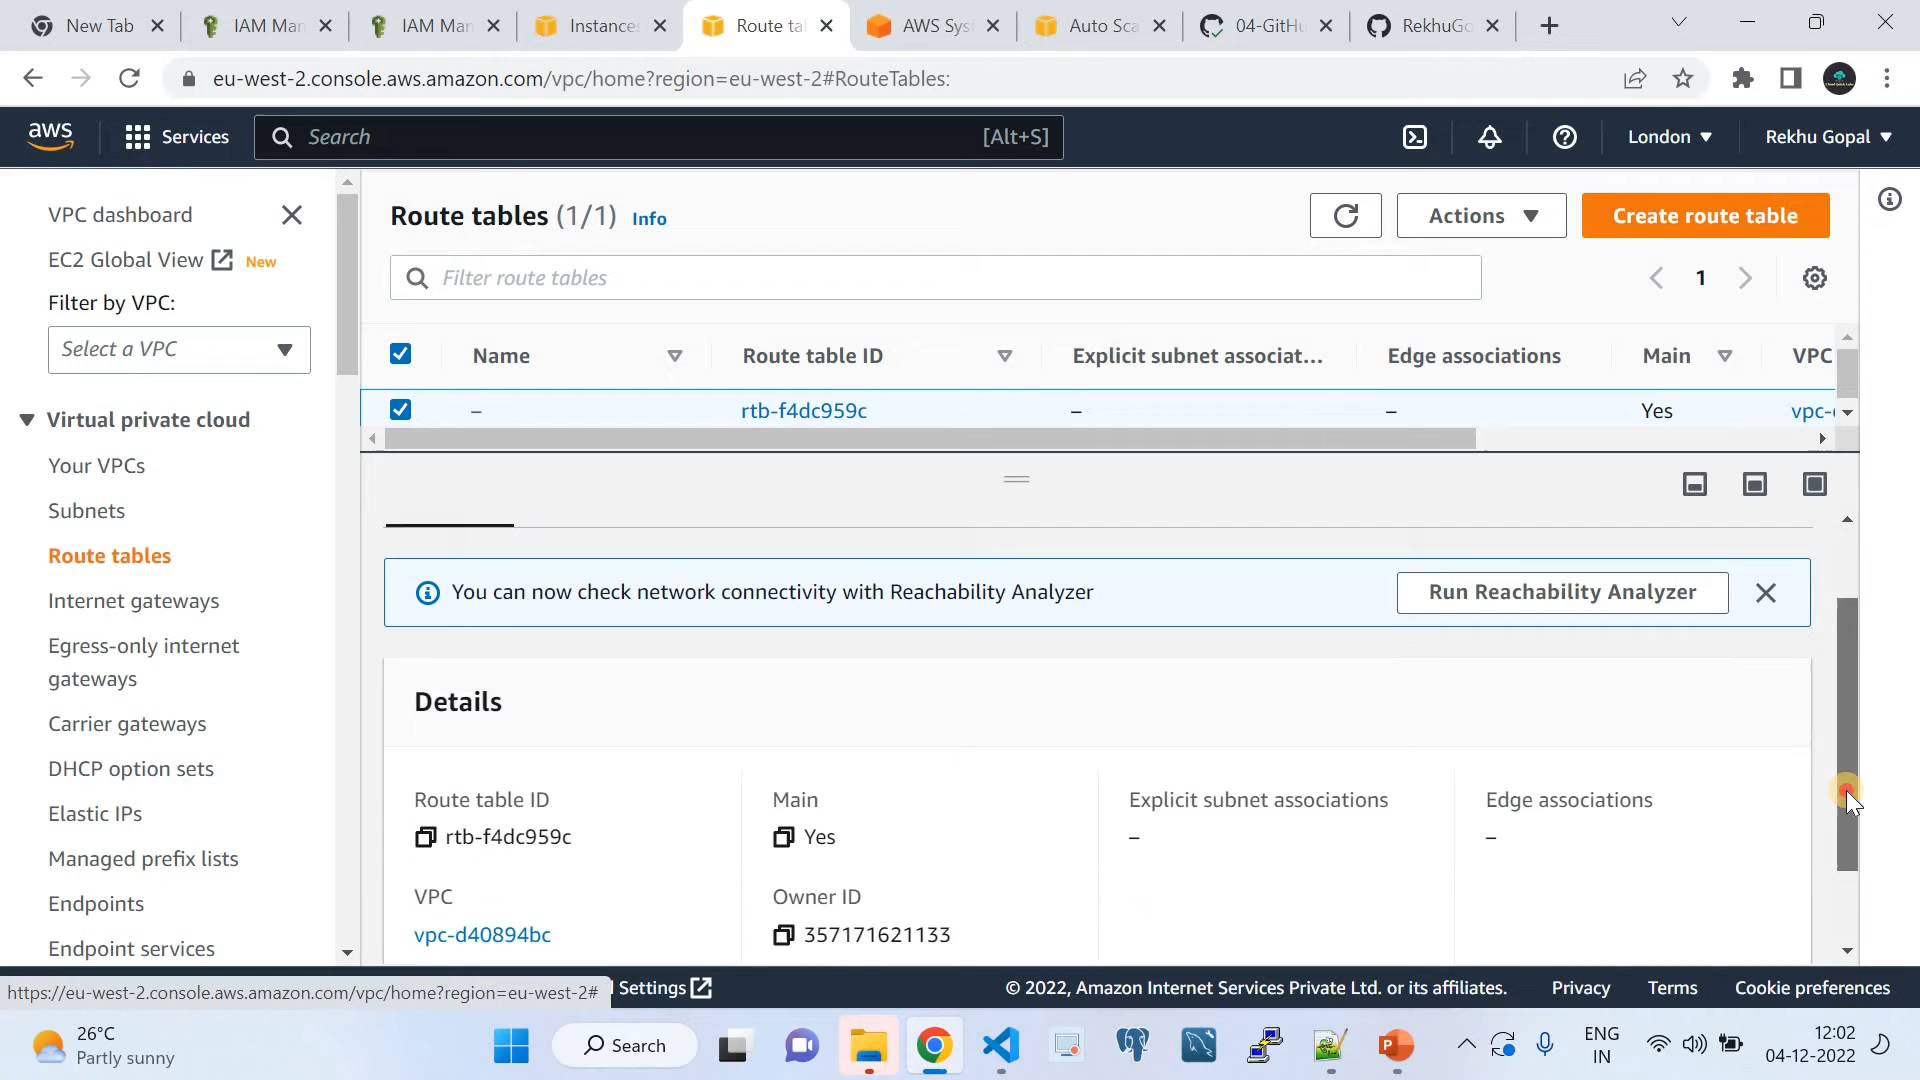 New Tab
IAM Man
IAM Man
Instances
Route tal
AWS Sys
Auto Sca
04-GitHu
RekhuGo
eu-west-2.console.aws.amazon.com/vpc/home?region=eu-west-2#RouteTables:
aws
Services
Search
[Alt+S]
London
Rekhu Gopal
VPC dashboard
EC2 Global View
New
Filter by VPC:
Select a VPC
Virtual private cloud
Your VPCs
Subnets
Route tables
Internet gateways
Egress-only internet
gateways
Carrier gateways
DHCP option sets
Elastic IPs
Managed prefix lists
Endpoints
Endpoint services
Route tables (1/1) Info
Actions
Create route table
Filter route tables
1
Name
Route table ID
Explicit subnet associat...
Edge associations
Main
VPC
–
rtb-f4dc959c
–
–
Yes
vpc-
You can now check network connectivity with Reachability Analyzer
Run Reachability Analyzer
Details
Route table ID
rtb-f4dc959c
Main
Yes
Explicit subnet associations
–
Edge associations
–
VPC
vpc-d40894bc
Owner ID
357171621133
https://eu-west-2.console.aws.amazon.com/vpc/home?region=eu-west-2#
Settings
© 2022, Amazon Internet Services Private Ltd. or its affiliates.
Privacy
Terms
Cookie preferences
26°C
Partly sunny
Search
ENG
IN
12:02
04-12-2022